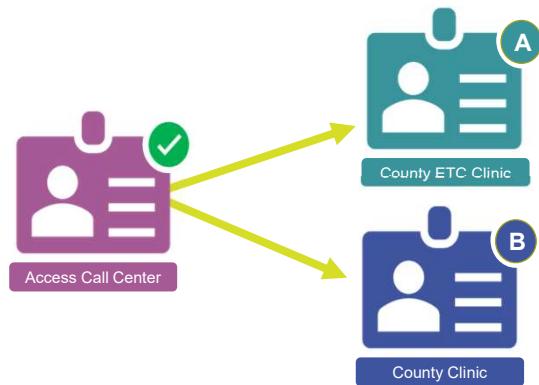 A
County ETC Clinic
Access Call Center
B
County Clinic